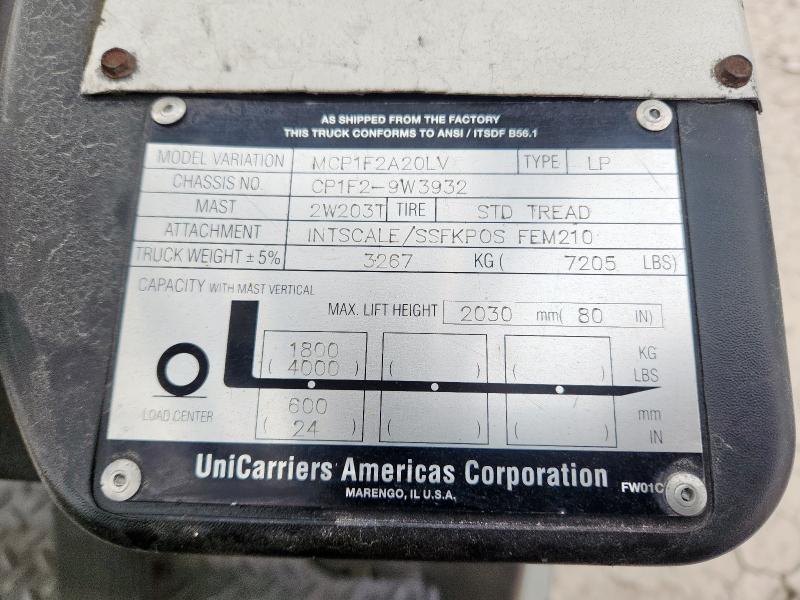 AS SHIPPED FROM THE FACTORY
THIS TRUCK CONFORMS TO ANSI / ITSDF B56.1
MODEL VARIATION MCP1F2A20LV TYPE LP
CHASSIS NO. CP1F2-9W3932
MAST 2W203T TIRE STD TREAD
ATTACHMENT INTSCALE/SSFKPOS FEM210
TRUCK WEIGHT ± 5% 3267 KG ( 7205 LBS)
CAPACITY WITH MAST VERTICAL
MAX. LIFT HEIGHT 2030 mm( 80 IN)
1800 KG
( 4000 ) ( ) ( ) LBS
LOAD CENTER 600 mm
( 24 ) ( ) ( ) IN
UniCarriers Americas Corporation FW01C
MARENGO, IL U.S.A.